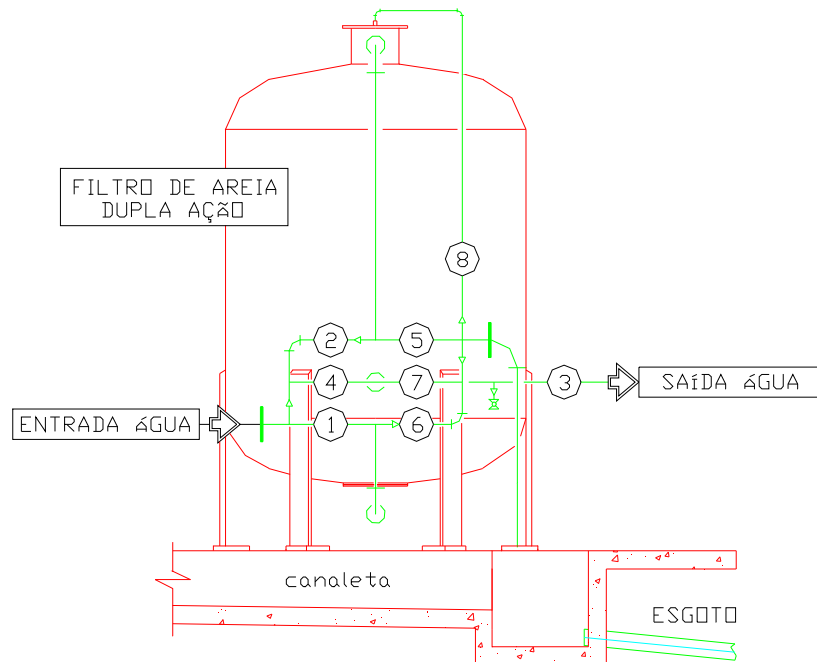 FILTRO DE AREIA
DUPLA AÇÃO
8
2
5
4
7
3
SAÍDA ÁGUA
ENTRADA ÁGUA
1
6
canaleta
ESGOTO